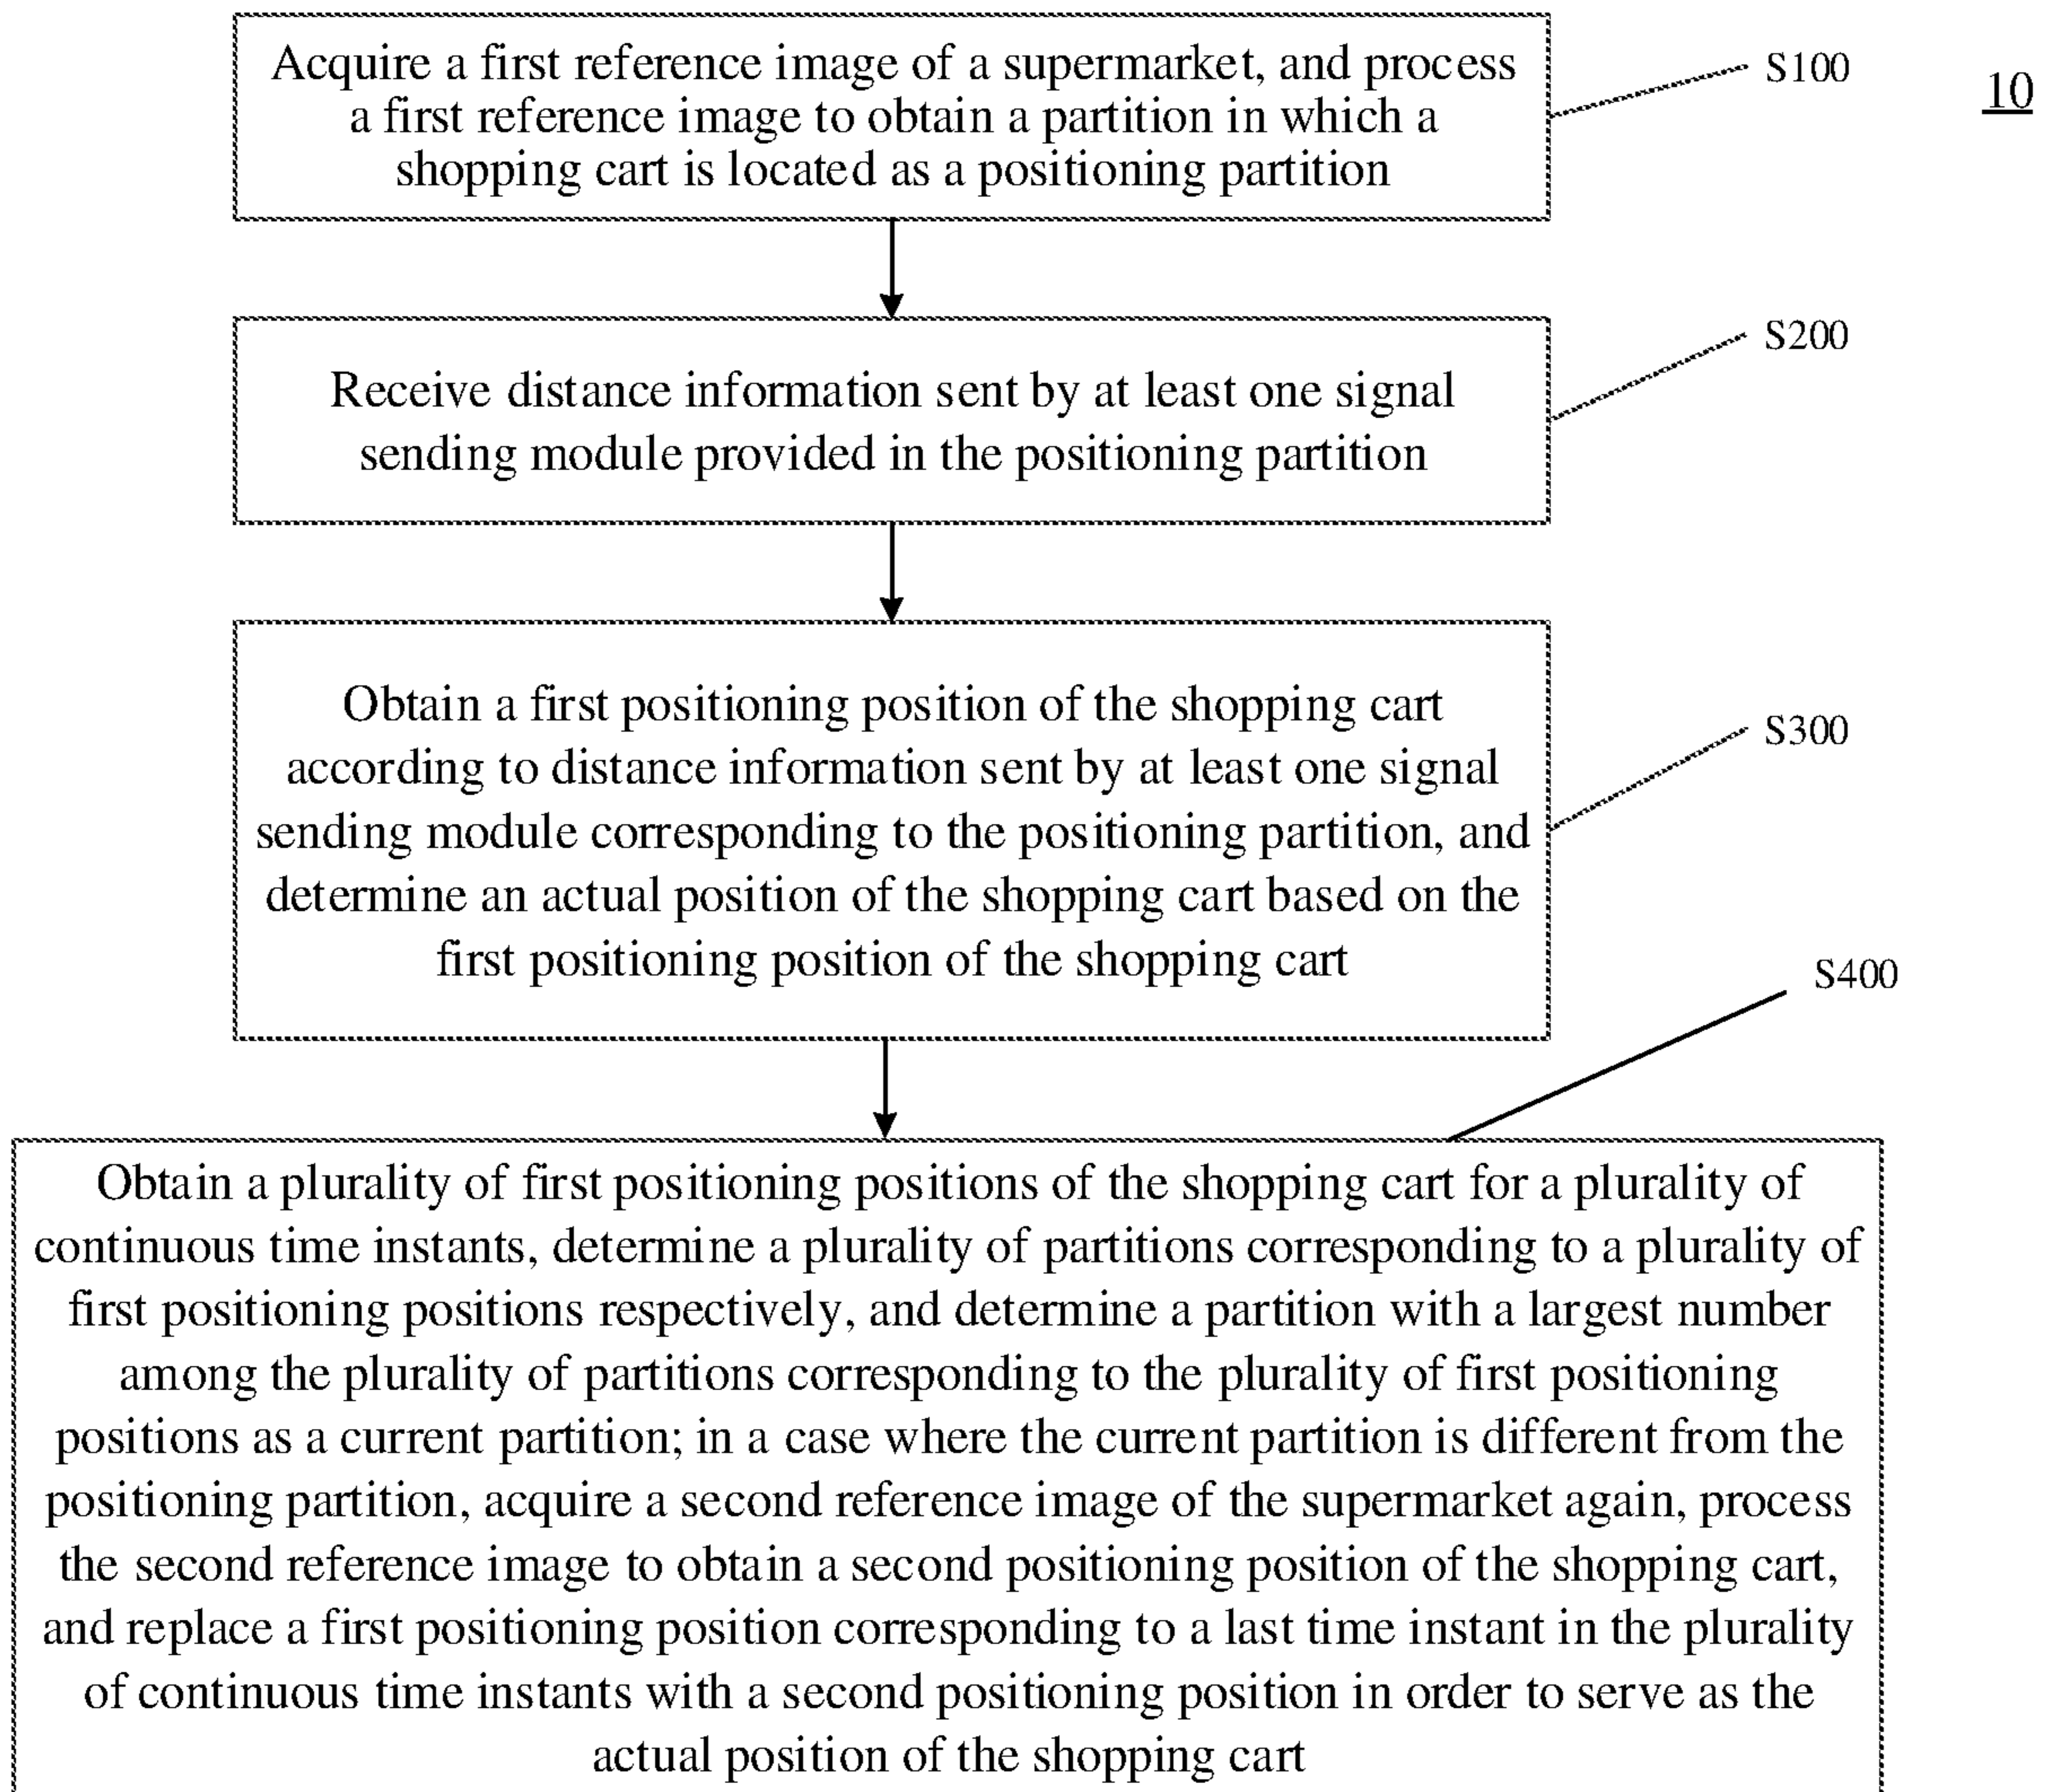 Acquire a first reference image of a supermarket, and process
a first reference image to obtain a partition in which a
shopping cart is located as a positioning partition
S100
10
Receive distance information sent by at least one signal
sending module provided in the positioning partition
S200
Obtain a first positioning position of the shopping cart
according to distance information sent by at least one signal
sending module corresponding to the positioning partition, and
determine an actual position of the shopping cart based on the
first positioning position of the shopping cart
S300
S400
Obtain a plurality of first positioning positions of the shopping cart for a plurality of
continuous time instants, determine a plurality of partitions corresponding to a plurality of
first positioning positions respectively, and determine a partition with a largest number
among the plurality of partitions corresponding to the plurality of first positioning
positions as a current partition; in a case where the current partition is different from the
positioning partition, acquire a second reference image of the supermarket again, process
the second reference image to obtain a second positioning position of the shopping cart,
and replace a first positioning position corresponding to a last time instant in the plurality
of continuous time instants with a second positioning position in order to serve as the
actual position of the shopping cart